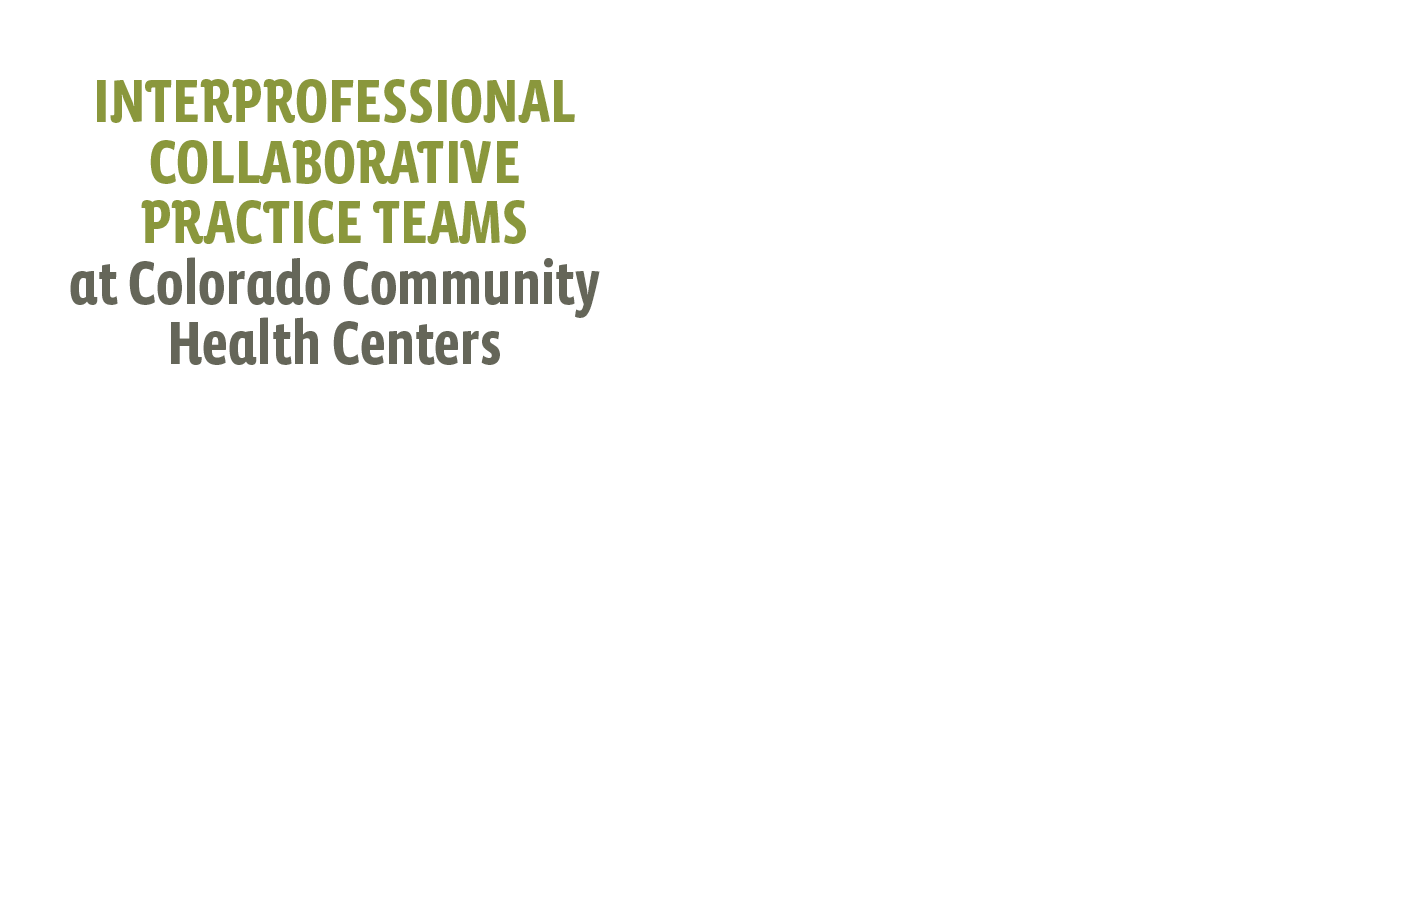 INTERPROFESSIONAL
COLLABORATIVE
PRACTICE TEAMS
at Colorado Community
Health Centers